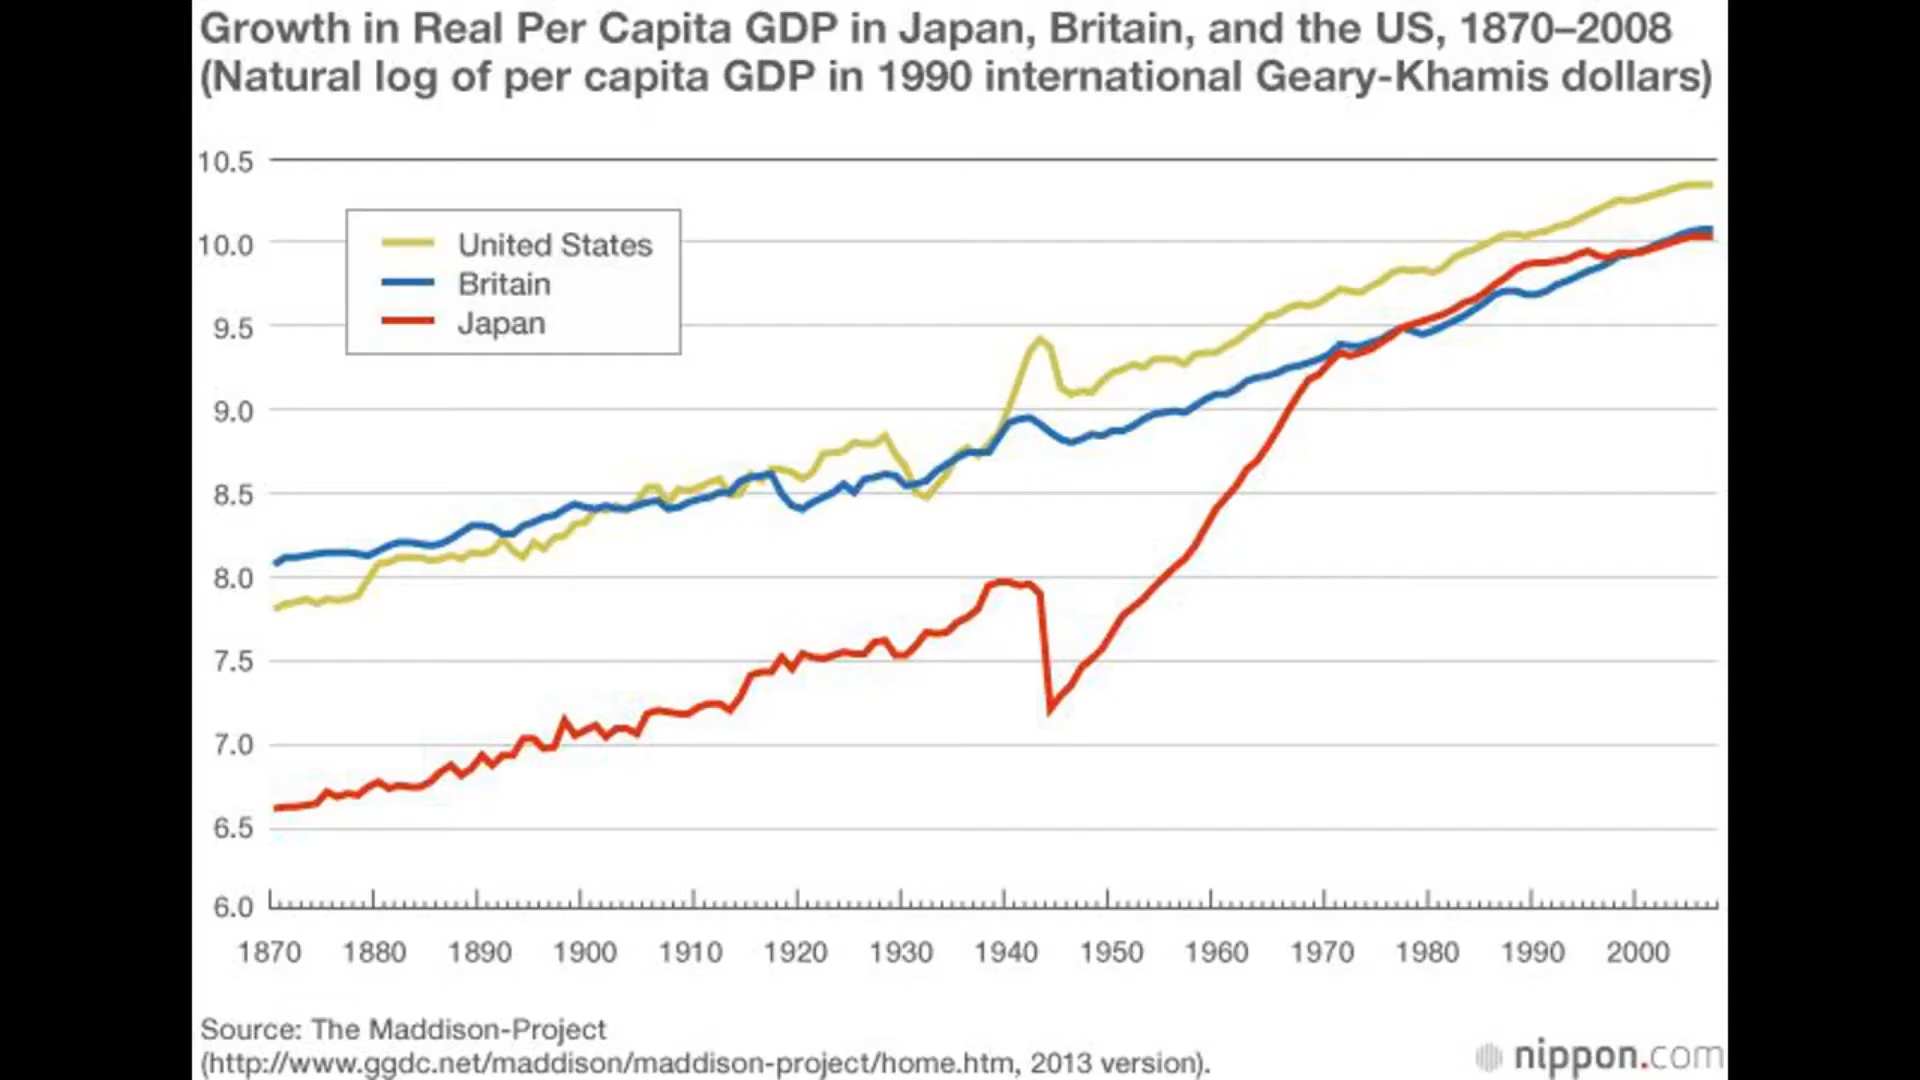 Growth in Real Per Capita GDP in Japan, Britain, and the US, 1870–2008
(Natural log of per capita GDP in 1990 international Geary-Khamis dollars)
10.5
10.0
9.5
9.0
8.5
8.0
7.5
7.0
6.5
6.0
United States
Britain
Japan
1870 1880 1890 1900 1910 1920 1930 1940 1950 1960 1970 1980 1990 2000
Source: The Maddison-Project
(http://www.ggdc.net/maddison/maddison-project/home.htm, 2013 version).
nippon.com